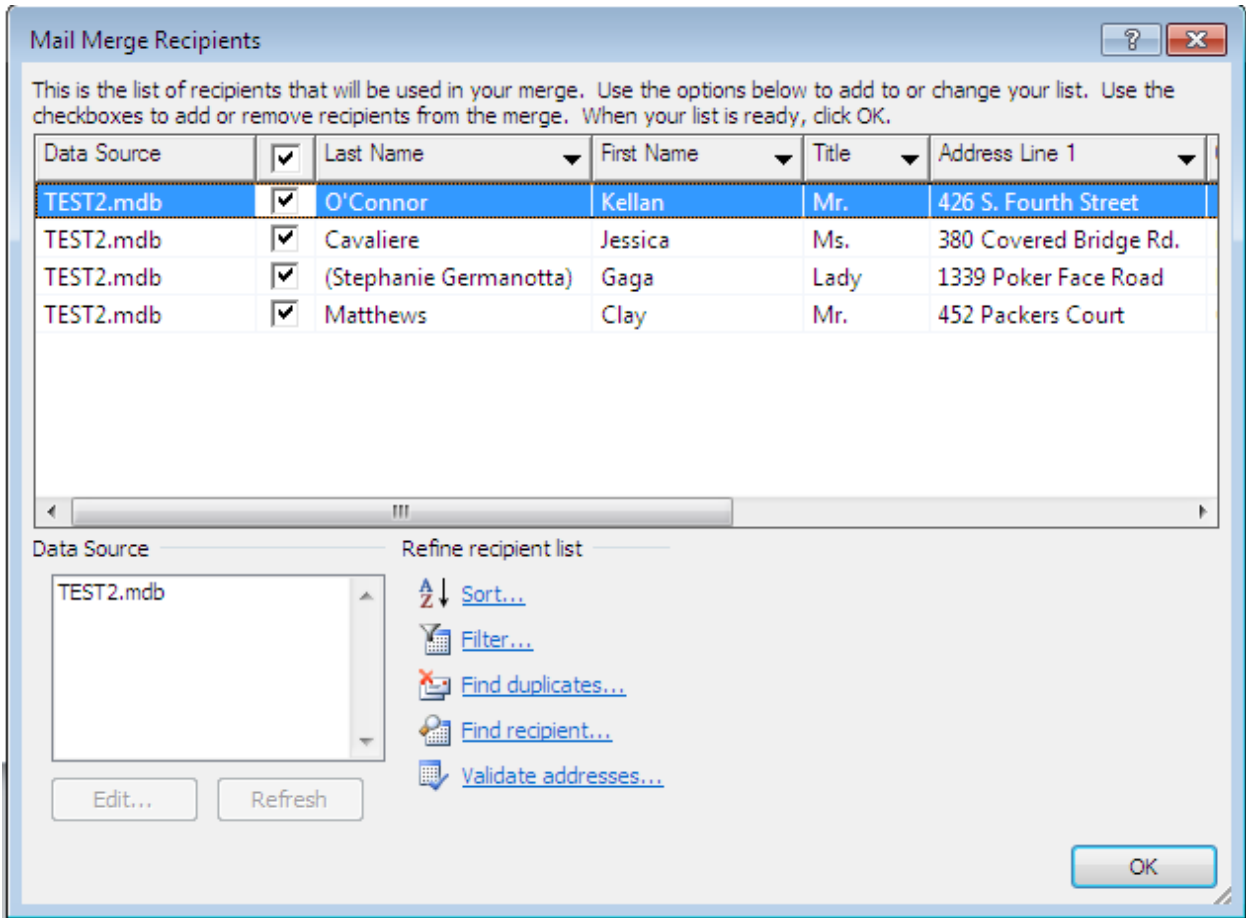 Mail Merge Recipients
This is the list of recipients that will be used in your merge. Use the options below to add to or change your list. Use the
checkboxes to add or remove recipients from the merge. When your list is ready, click OK.
Data Source Last Name First Name Title Address Line 1
TEST2.mdb O'Connor Kellan Mr. 426 S. Fourth Street
TEST2.mdb Cavaliere Jessica Ms. 380 Covered Bridge Rd.
TEST2.mdb (Stephanie Germanotta) Gaga Lady 1339 Poker Face Road
TEST2.mdb Matthews Clay Mr. 452 Packers Court
Data Source Refine recipient list
TEST2.mdb
Sort...
Filter...
Find duplicates...
Find recipient...
Validate addresses...
Edit... Refresh
OK